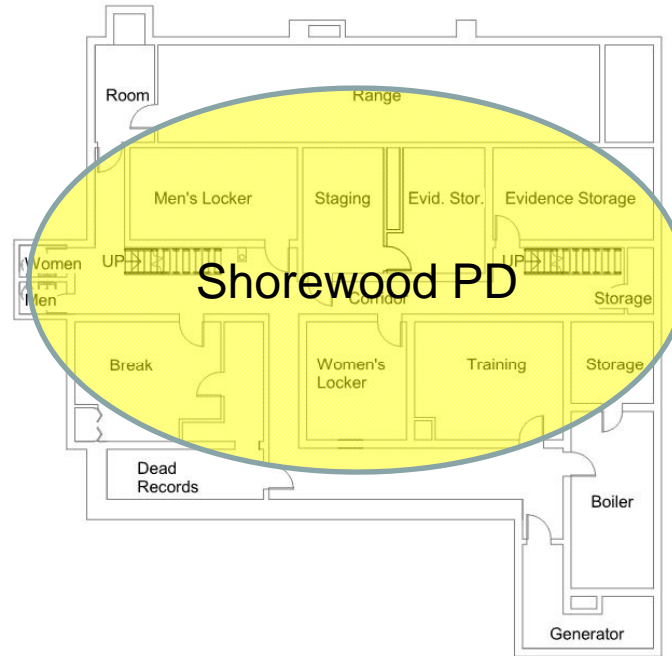 Room
Range
Men's Locker
Staging
Evid. Stor.
Evidence Storage
Women
UP
UP
Shorewood PD
Men
Corridor
Storage
Break
Women's
Locker
Training
Storage
Dead
Records
Boiler
Generator